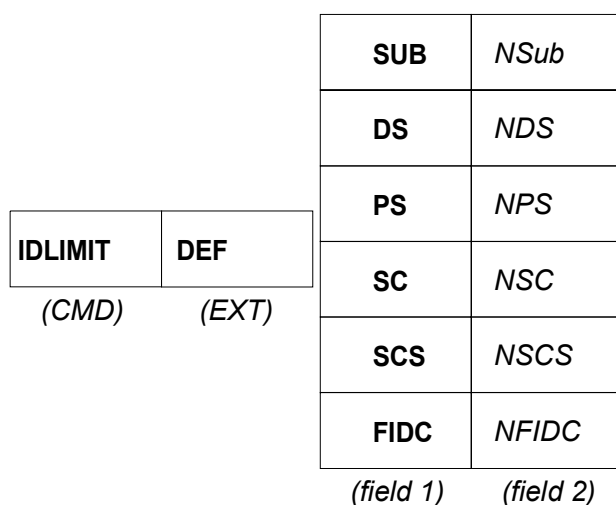 SUB NSub
DS NDS
PS NPS
IDLIMIT DEF
(CMD) (EXT)
SC NSC
SCS NSCS
FIDC NFIDC
(field 1) (field 2)